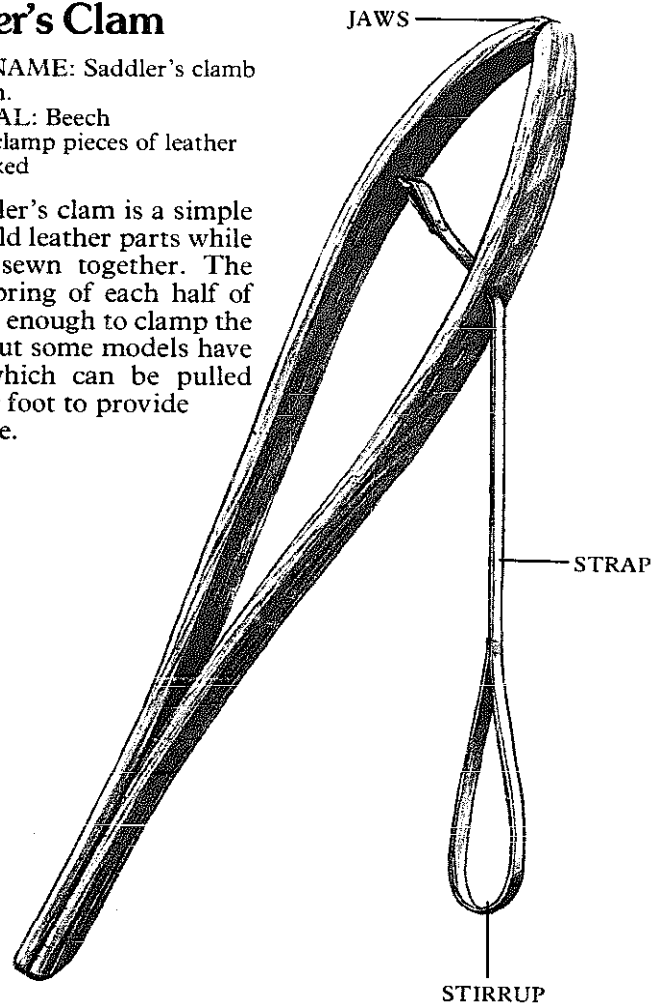 er's Clam
JAWS
NAME: Saddler's clamb
n.
AL: Beech
clamp pieces of leather
ked
ler's clam is a simple
ld leather parts while
sewn together. The
pring of each half of
enough to clamp the
ut some models have
which can be pulled
foot to provide
e.
STRAP
STIRRUP